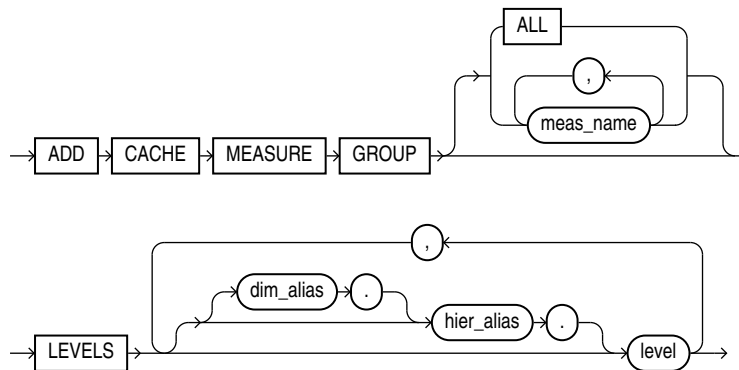 ALL
,
meas_name
ADD CACHE MEASURE GROUP
,
dim_alias .
hier_alias .
LEVELS level